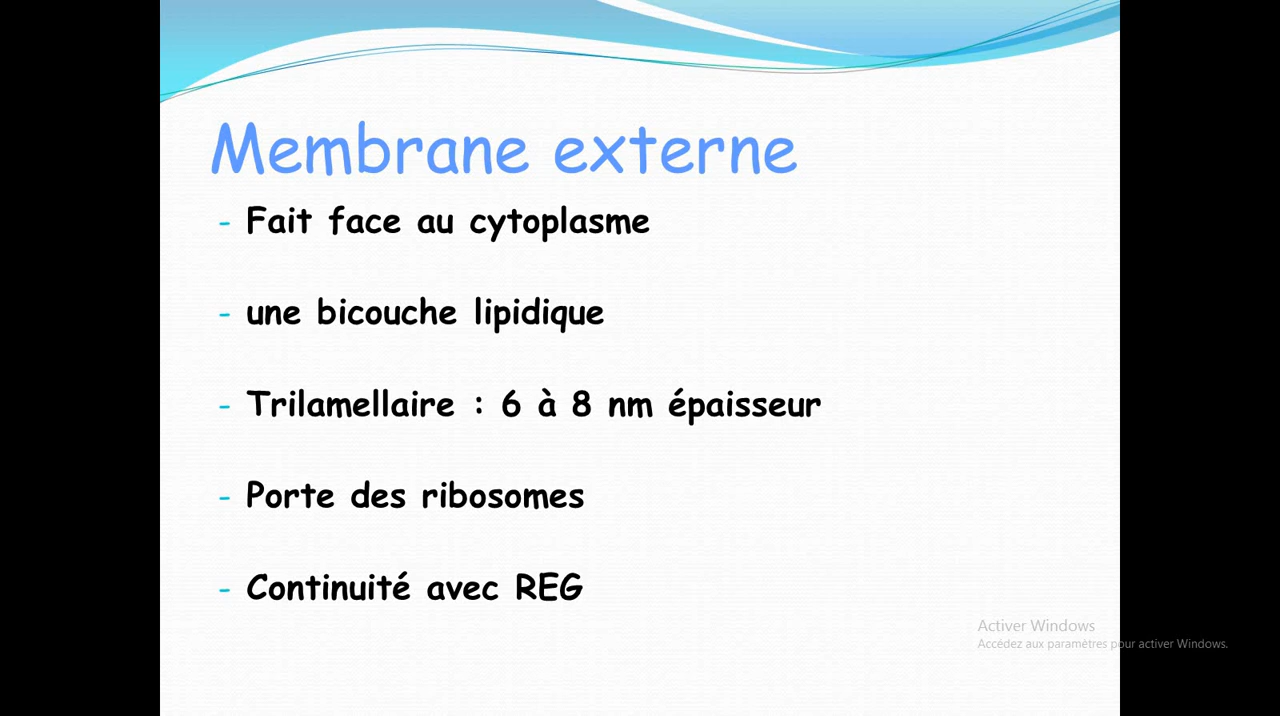 Membrane externe
- Fait face au cytoplasme
- une bicouche lipidique
- Trilamellaire : 6 à 8 nm épaisseur
- Porte des ribosomes
- Continuité avec REG
Activer Windows
Accédez aux paramètres pour activer Windows.